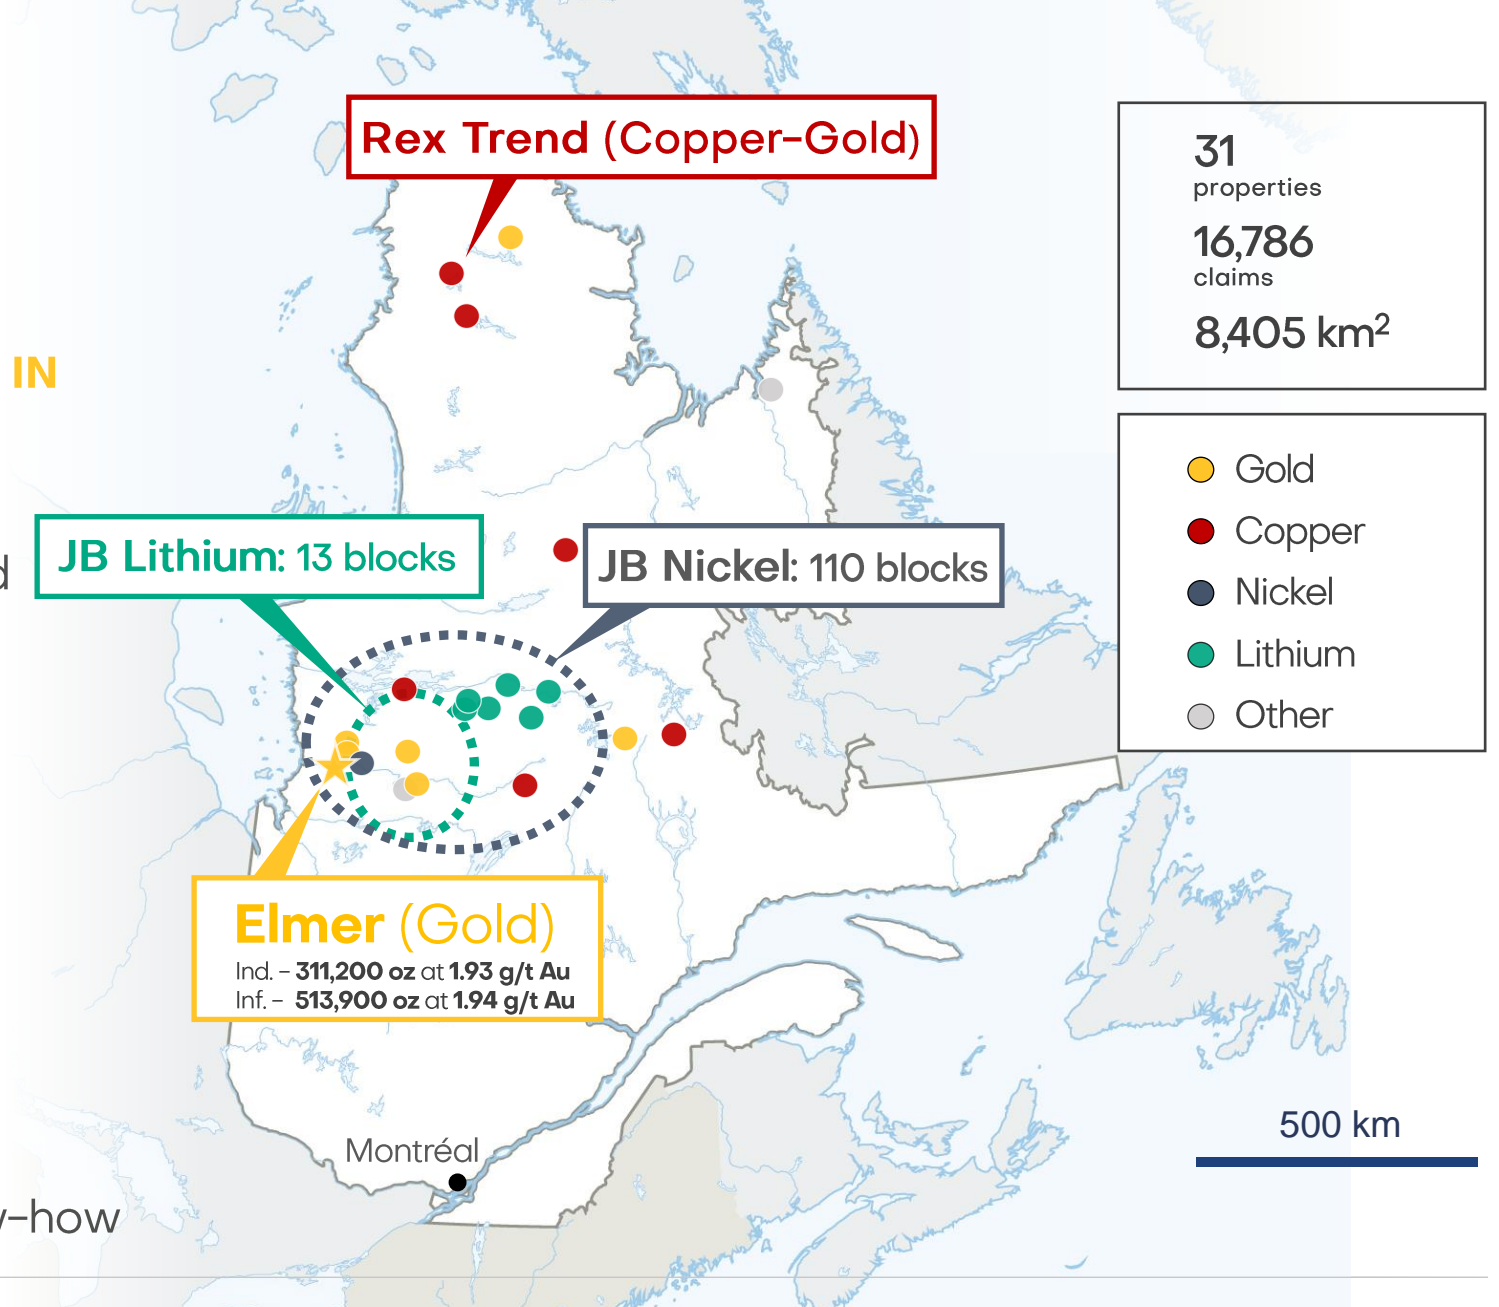 Rex Trend (Copper-Gold)
31
properties
16,786
claims
8,405 km²
IN
Gold
Copper
Nickel
Lithium
Other
JB Lithium: 13 blocks
JB Nickel: 110 blocks
d
Elmer (Gold)
Ind. – 311,200 oz at 1.93 g/t Au
Inf. – 513,900 oz at 1.94 g/t Au
500 km
Montréal
-how